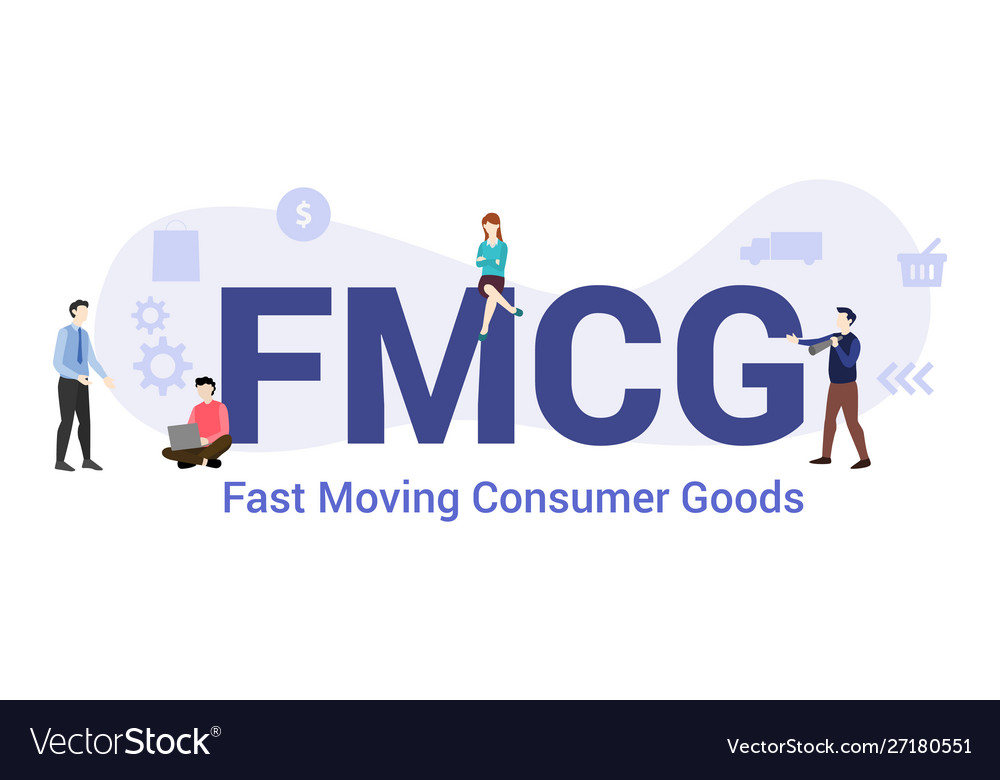 $
FMCG
Fast Moving Consumer Goods
VectorStock®
VectorStock.com/27180551